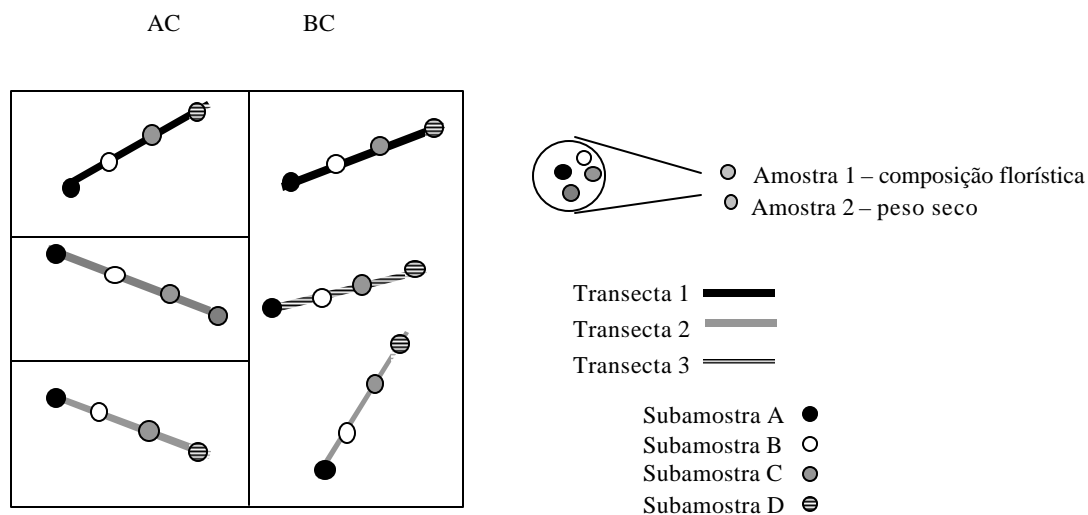 AC BC
Amostra 1 – composição florística
Amostra 2 – peso seco
Transecta 1
Transecta 2
Transecta 3
Subamostra A
Subamostra B
Subamostra C
Subamostra D